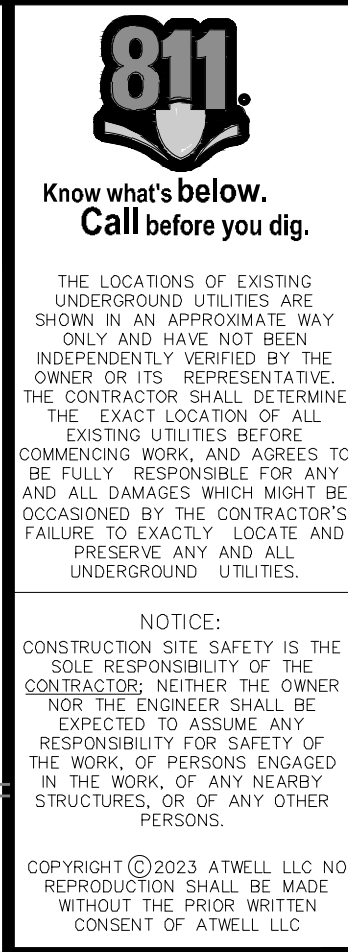 811.
Know what's below.
Call before you dig.
THE LOCATIONS OF EXISTING
UNDERGROUND UTILITIES ARE
SHOWN IN AN APPROXIMATE WAY
ONLY AND HAVE NOT BEEN
INDEPENDENTLY VERIFIED BY THE
OWNER OR ITS REPRESENTATIVE.
THE CONTRACTOR SHALL DETERMINE
THE EXACT LOCATION OF ALL
EXISTING UTILITIES BEFORE
COMMENCING WORK, AND AGREES TO
BE FULLY RESPONSIBLE FOR ANY
AND ALL DAMAGES WHICH MIGHT BE
OCCASIONED BY THE CONTRACTOR'S
FAILURE TO EXACTLY LOCATE AND
PRESERVE ANY AND ALL
UNDERGROUND UTILITIES.
NOTICE:
CONSTRUCTION SITE SAFETY IS THE
SOLE RESPONSIBILITY OF THE
CONTRACTOR; NEITHER THE OWNER
NOR THE ENGINEER SHALL BE
EXPECTED TO ASSUME ANY
RESPONSIBILITY FOR SAFETY OF
THE WORK, OF PERSONS ENGAGED
IN THE WORK, OF ANY NEARBY
STRUCTURES, OR OF ANY OTHER
PERSONS.
COPYRIGHT ©2023 ATWELL LLC NO
REPRODUCTION SHALL BE MADE
WITHOUT THE PRIOR WRITTEN
CONSENT OF ATWELL LLC